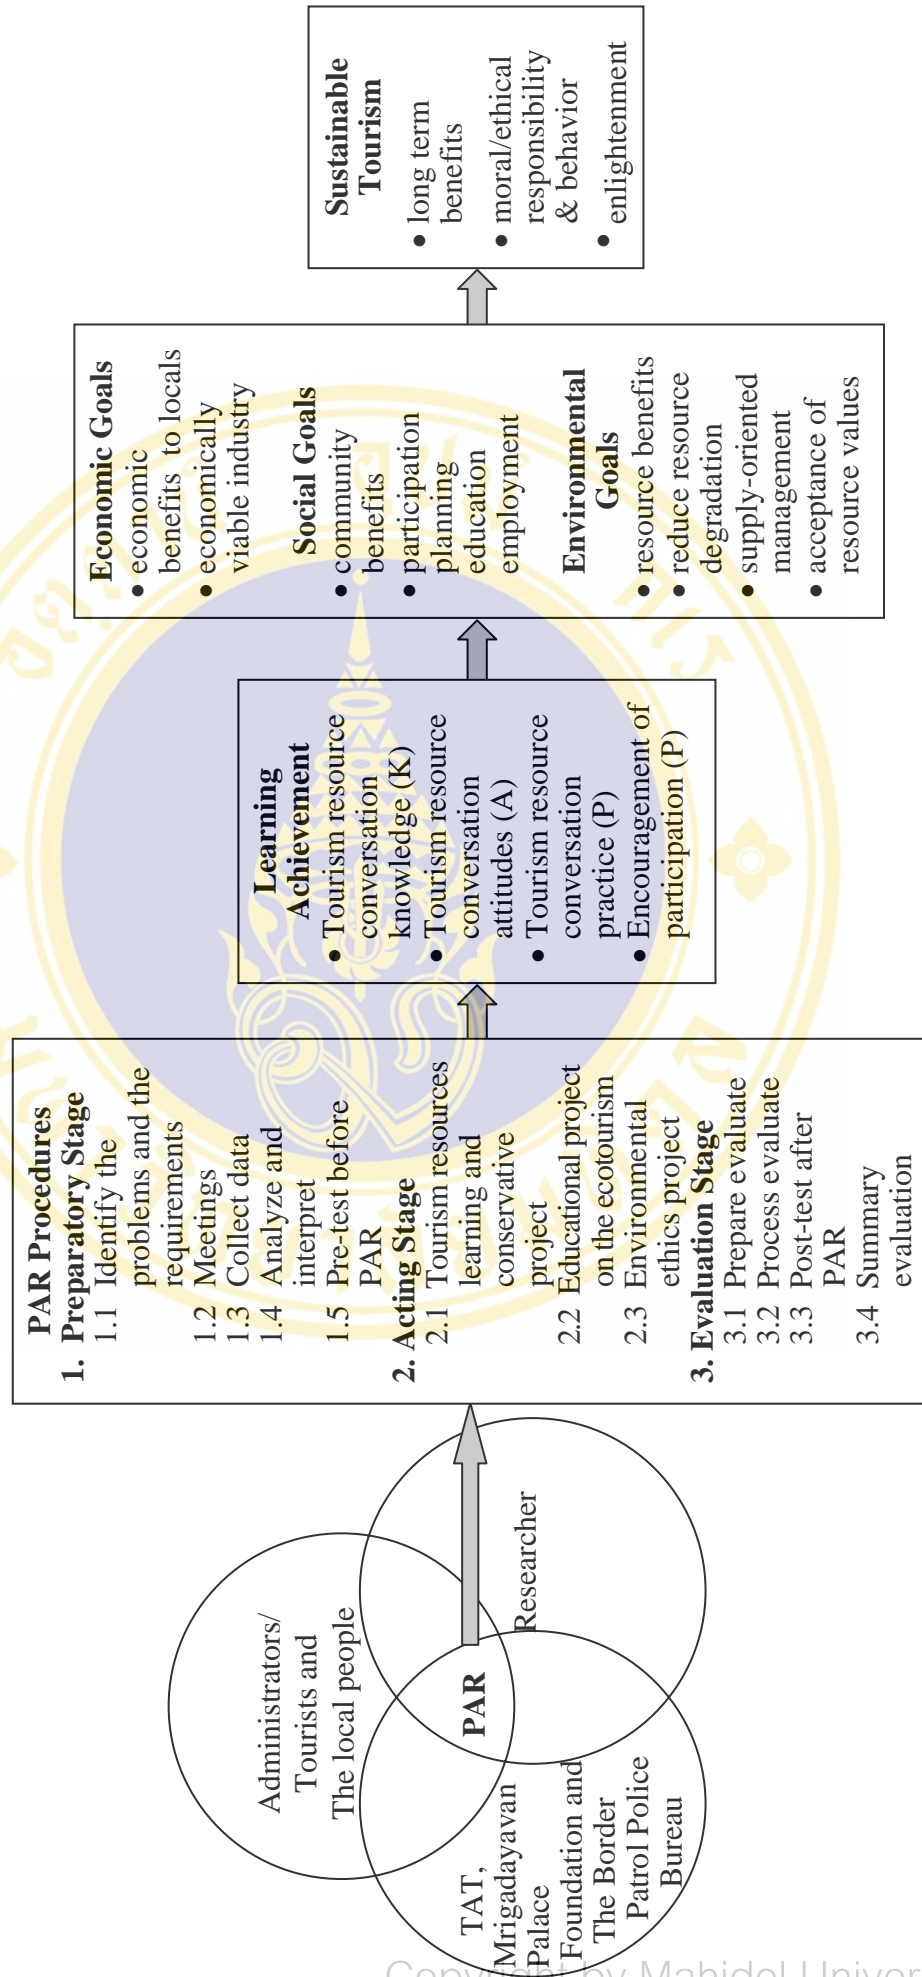 Administrators/
Tourists and
The local people
TAT,
Mrigadayavan
Palace
Foundation and
The Border
Patrol Police
Bureau
PAR
Researcher
PAR Procedures
1. Preparatory Stage
1.1 Identify the
problems and the
requirements
1.2 Meetings
1.3 Collect data
1.4 Analyze and
interpret
1.5 Pre-test before
PAR
2. Acting Stage
2.1 Tourism resources
learning and
conservative
project
2.2 Educational project
on the ecotourism
2.3 Environmental
ethics project
3. Evaluation Stage
3.1 Prepare evaluate
3.2 Process evaluate
3.3 Post-test after
PAR
3.4 Summary
evaluation
Learning
Achievement
• Tourism resource
conversation
knowledge (K)
• Tourism resource
conversation
attitudes (A)
• Tourism resource
conversation
practice (P)
• Encouragement of
participation (P)
Economic Goals
• economic
benefits to locals
• economically
viable industry
Social Goals
• community
benefits
• participation
planning
education
employment
Environmental
Goals
• resource benefits
• reduce resource
degradation
• supply-oriented
management
• acceptance of
resource values
Sustainable
Tourism
• long term
benefits
• moral/ethical
responsibility
& behavior
• enlightenment
Copyright by Mahidol